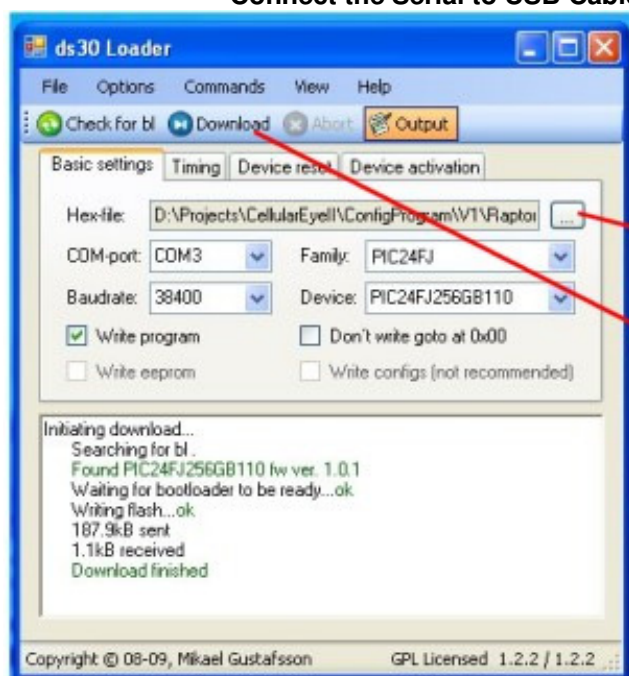 Connect the Serial to USB Cable
ds30 Loader
File Options Commands View Help
Check for bl Download Abort Output
Basic settings Timing Device reset Device activation
Hex-file: D:\Projects\CellularEyeII\ConfigProgram\V1\Raptor ...
COM-port: COM3 Family: PIC24FJ
Baudrate: 38400 Device: PIC24FJ256GB110
Write program Don't write goto at 0x00
Write eeprom Write configs (not recommended)
Initiating download...
Searching for bl .
Found PIC24FJ256GB110 fw ver. 1.0.1
Waiting for bootloader to be ready...ok
Writing flash...ok
187.9kB sent
1.1kB received
Download finished
Copyright © 08-09, Mikael Gustafsson GPL Licensed 1.2.2 / 1.2.2